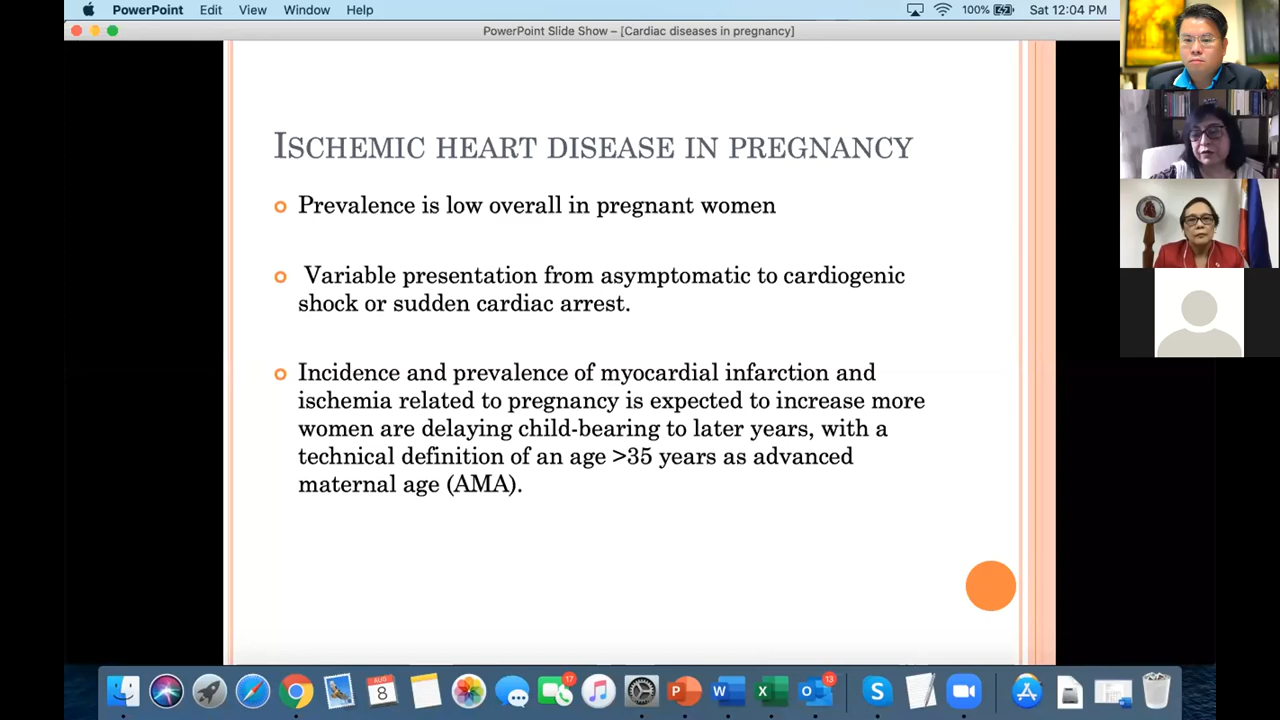 PowerPoint Edit View Window Help 100% Sat 12:04 PM
PowerPoint Slide Show – [Cardiac diseases in pregnancy]
ISCHEMIC HEART DISEASE IN PREGNANCY
Prevalence is low overall in pregnant women
Variable presentation from asymptomatic to cardiogenic
shock or sudden cardiac arrest.
Incidence and prevalence of myocardial infarction and
ischemia related to pregnancy is expected to increase more
women are delaying child-bearing to later years, with a
technical definition of an age >35 years as advanced
maternal age (AMA).
AUG
8
17
P
W
X
O
13
S